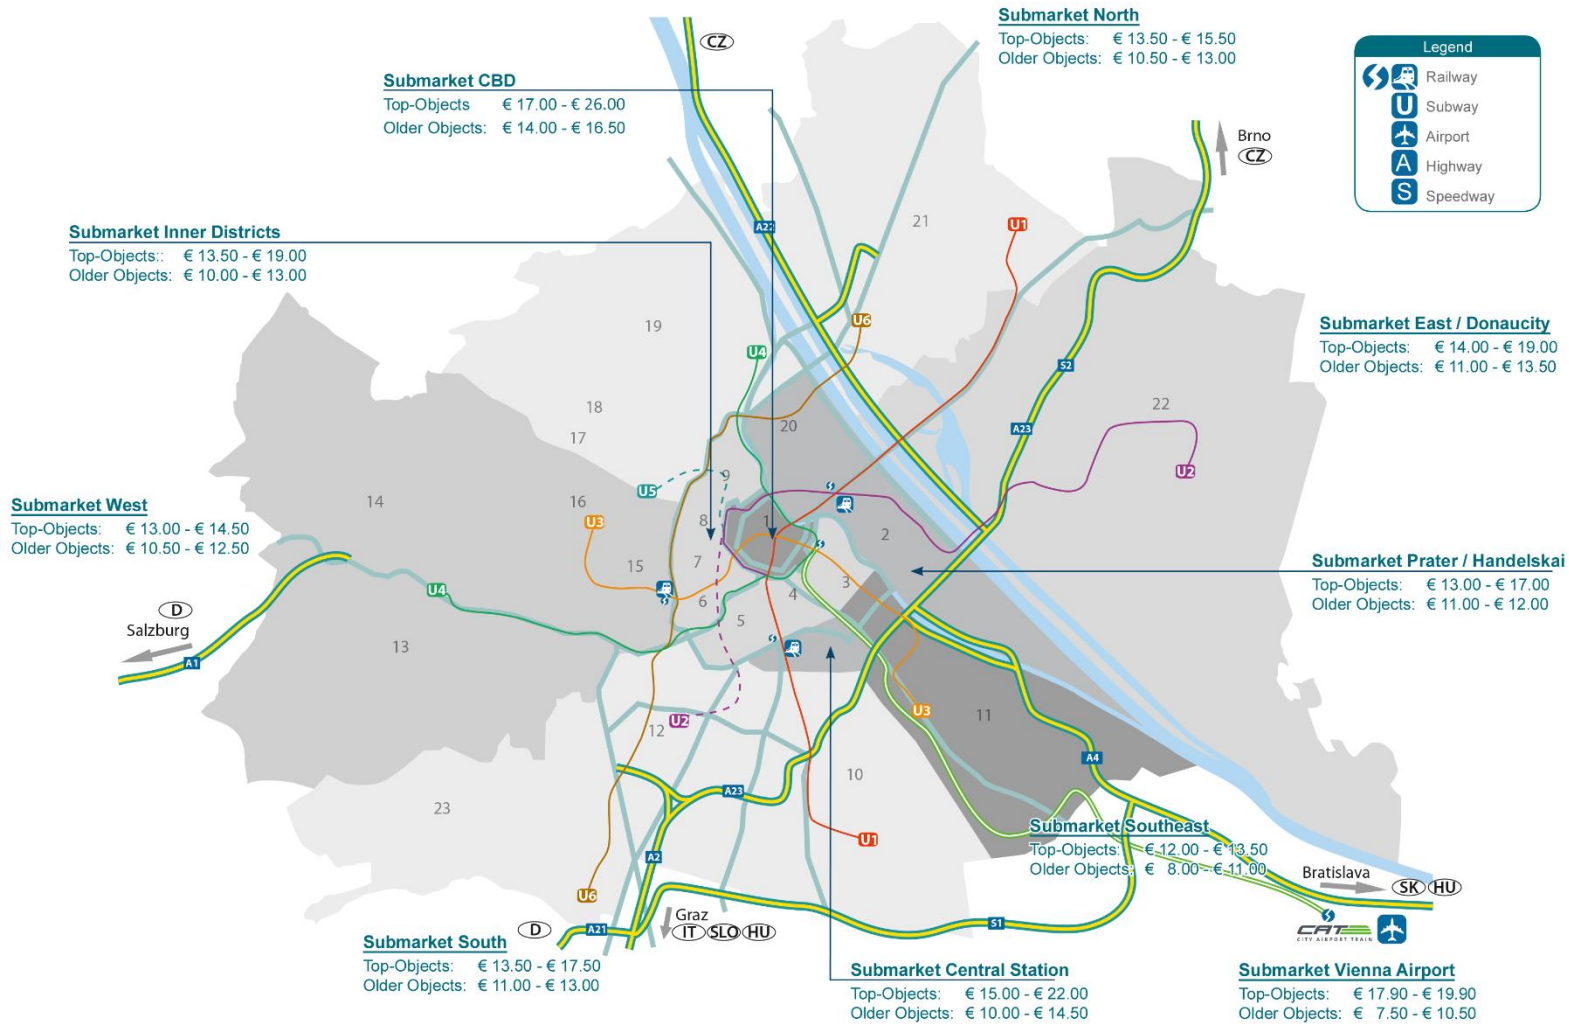 Submarket North
Top-Objects: € 13.50 - € 15.50
Older Objects: € 10.50 - € 13.00
Legend
Railway
U Subway
Airport
A Highway
S Speedway
CZ
Submarket CBD
Top-Objects € 17.00 - € 26.00
Older Objects: € 14.00 - € 16.50
Brno
CZ
Submarket Inner Districts
Top-Objects:: € 13.50 - € 19.00
Older Objects: € 10.00 - € 13.00
A22
21
U1
19
U6
U4
S2
Submarket East / Donaucity
Top-Objects: € 14.00 - € 19.00
Older Objects: € 11.00 - € 13.50
18
17
20
22
A23
U2
9
U5
14
16
U3
8
1
2
Submarket West
Top-Objects: € 13.00 - € 14.50
Older Objects: € 10.50 - € 12.50
15
7
3
6
4
5
U4
Submarket Prater / Handelskai
Top-Objects: € 13.00 - € 17.00
Older Objects: € 11.00 - € 12.00
D
Salzburg
A1
13
12
U2
U3
11
10
A4
A23
23
U1
A2
Submarket Southeast
Top-Objects: € 12.00 - € 13.50
Older Objects: € 8.00 - € 11.00
Bratislava
SK HU
U6
Graz
IT SLO HU
D
A21
S1
CAT
CITY AIRPORT TRAIN
Submarket South
Top-Objects: € 13.50 - € 17.50
Older Objects: € 11.00 - € 13.00
Submarket Central Station
Top-Objects: € 15.00 - € 22.00
Older Objects: € 10.00 - € 14.50
Submarket Vienna Airport
Top-Objects: € 17.90 - € 19.90
Older Objects: € 7.50 - € 10.50